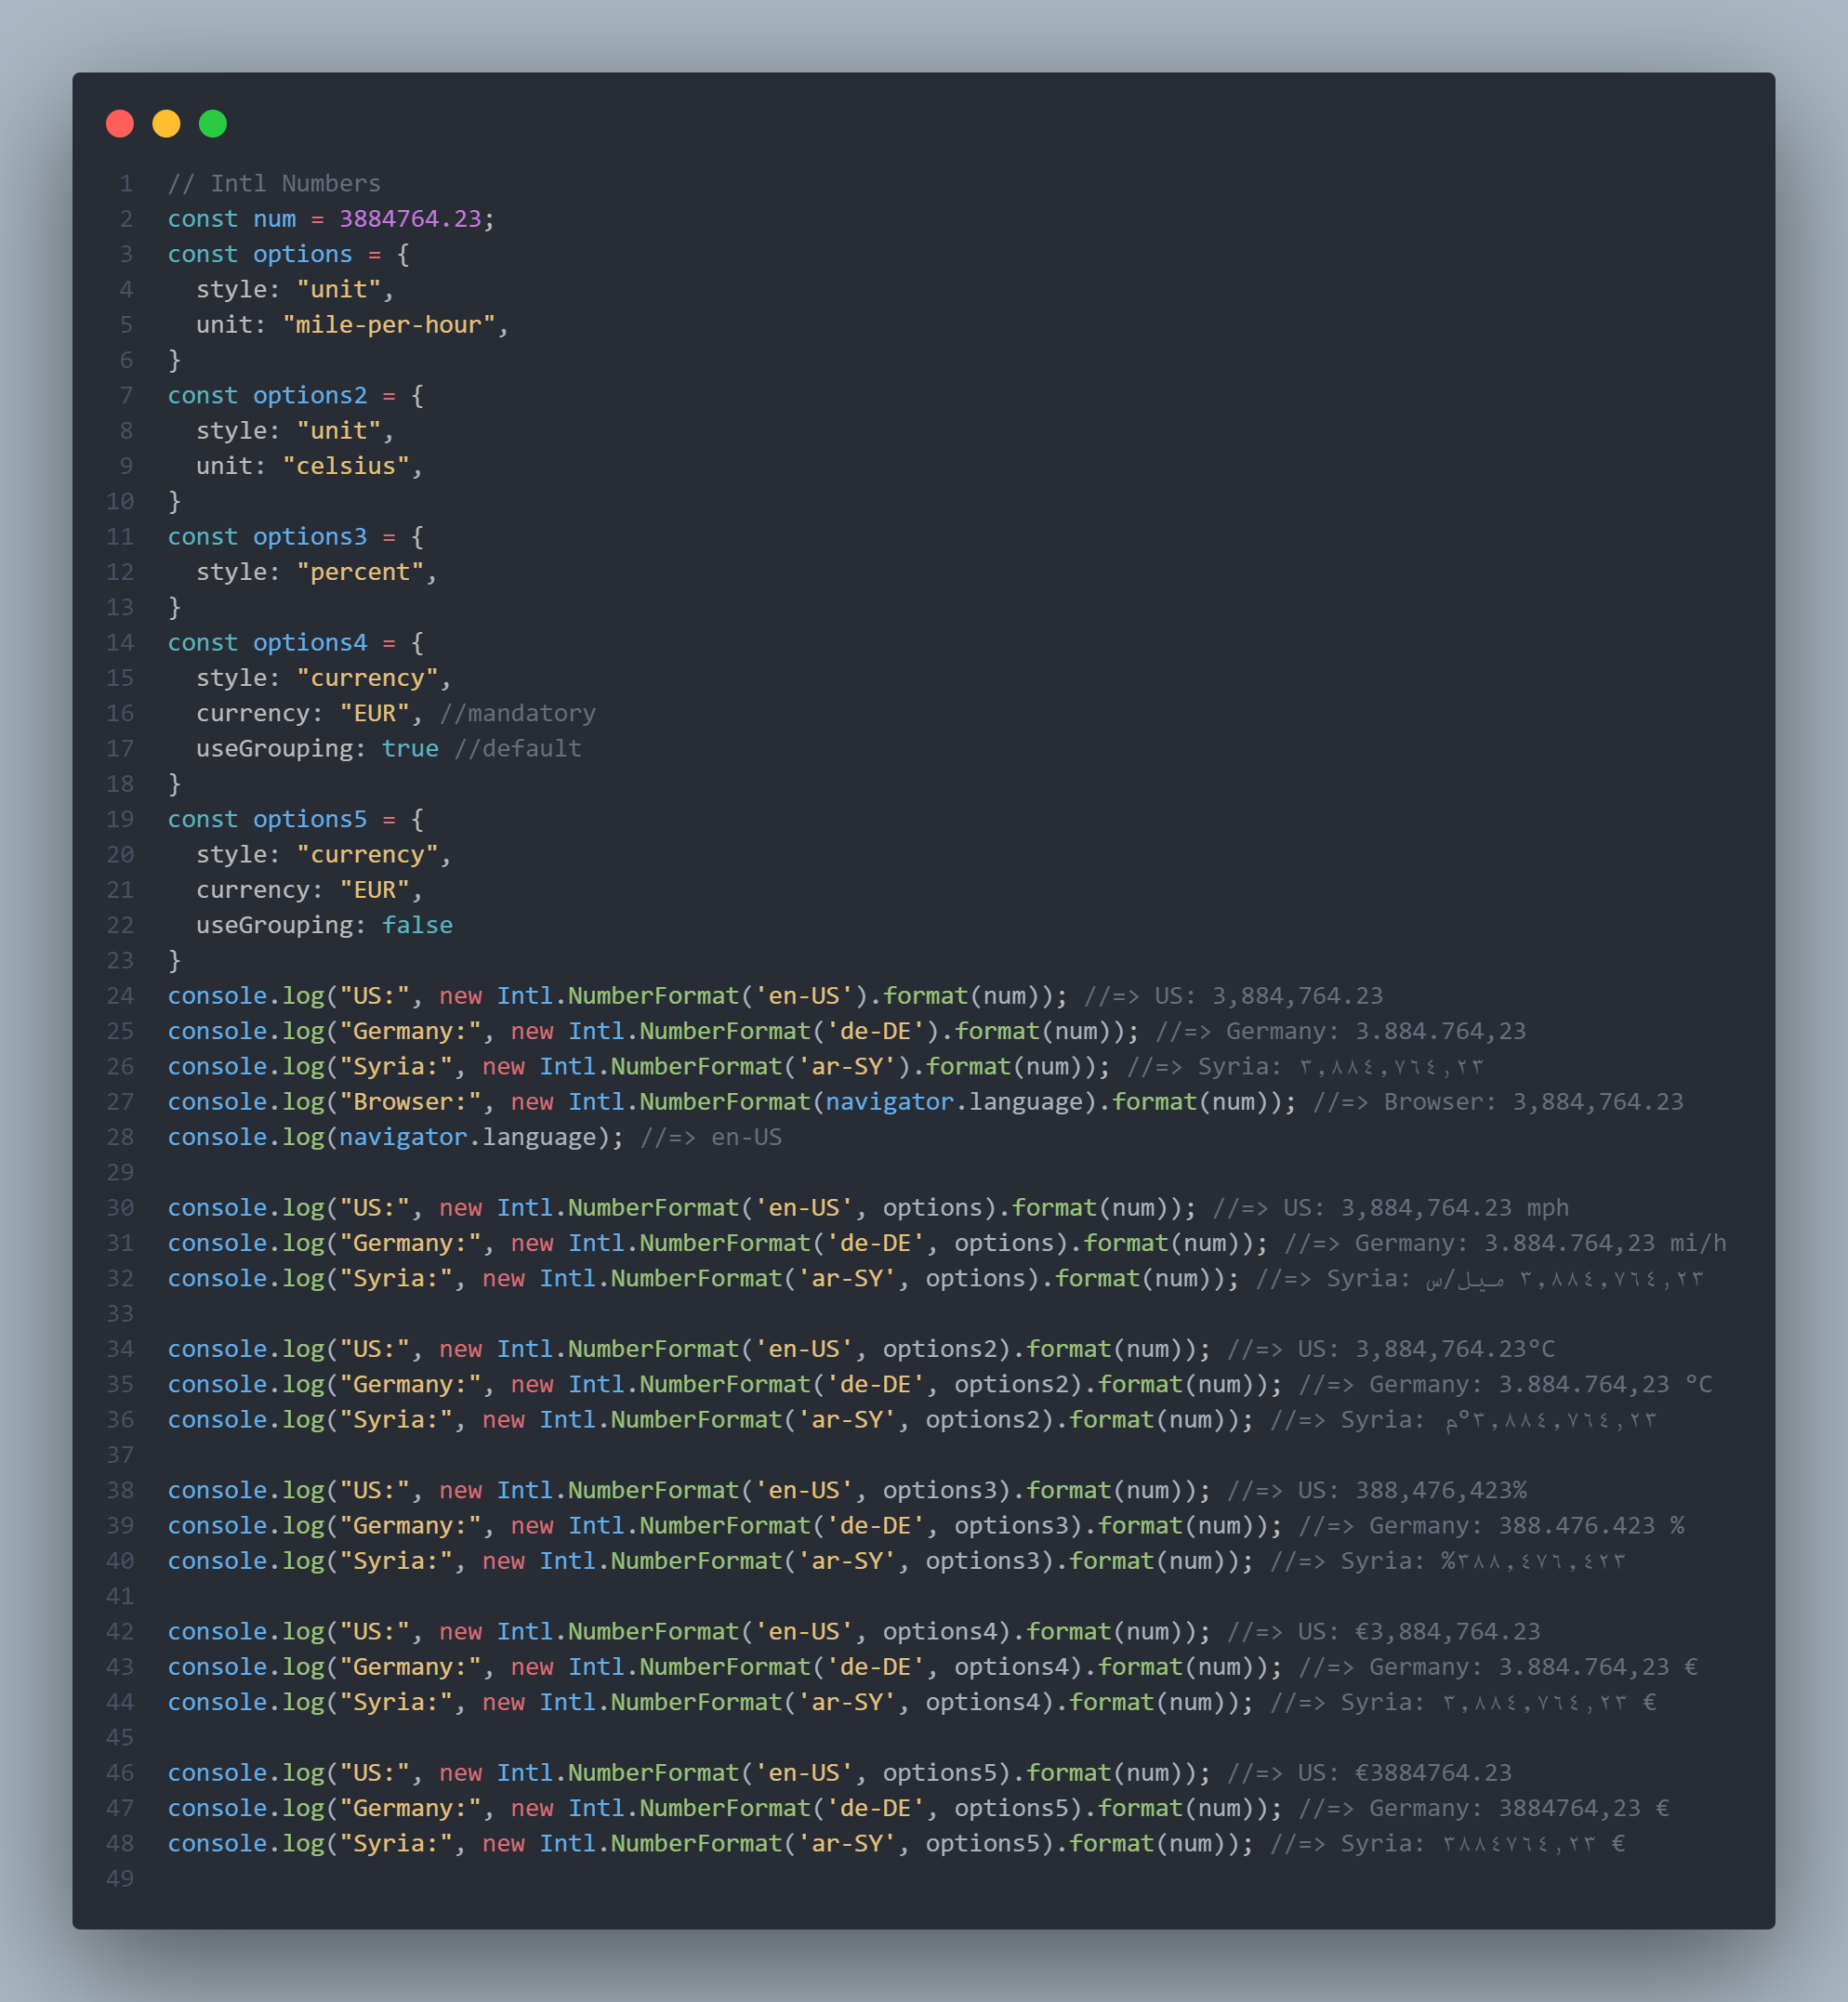 1 // Intl Numbers
2 const num = 3884764.23;
3 const options = {
4   style: "unit",
5   unit: "mile-per-hour",
6 }
7 const options2 = {
8   style: "unit",
9   unit: "celsius",
10 }
11 const options3 = {
12   style: "percent",
13 }
14 const options4 = {
15   style: "currency",
16   currency: "EUR", //mandatory
17   useGrouping: true //default
18 }
19 const options5 = {
20   style: "currency",
21   currency: "EUR",
22   useGrouping: false
23 }
24 console.log("US:", new Intl.NumberFormat('en-US').format(num)); //=> US: 3,884,764.23
25 console.log("Germany:", new Intl.NumberFormat('de-DE').format(num)); //=> Germany: 3.884.764,23
26 console.log("Syria:", new Intl.NumberFormat('ar-SY').format(num)); //=> Syria: ٣٬٨٨٤٬٧٦٤٫٢٣
27 console.log("Browser:", new Intl.NumberFormat(navigator.language).format(num)); //=> Browser: 3,884,764.23
28 console.log(navigator.language); //=> en-US
29
30 console.log("US:", new Intl.NumberFormat('en-US', options).format(num)); //=> US: 3,884,764.23 mph
31 console.log("Germany:", new Intl.NumberFormat('de-DE', options).format(num)); //=> Germany: 3.884.764,23 mi/h
32 console.log("Syria:", new Intl.NumberFormat('ar-SY', options).format(num)); //=> Syria: ٣٬٨٨٤٬٧٦٤٫٢٣ ميل/س
33
34 console.log("US:", new Intl.NumberFormat('en-US', options2).format(num)); //=> US: 3,884,764.23°C
35 console.log("Germany:", new Intl.NumberFormat('de-DE', options2).format(num)); //=> Germany: 3.884.764,23 °C
36 console.log("Syria:", new Intl.NumberFormat('ar-SY', options2).format(num)); //=> Syria: ٣٬٨٨٤٬٧٦٤٫٢٣°م
37
38 console.log("US:", new Intl.NumberFormat('en-US', options3).format(num)); //=> US: 388,476,423%
39 console.log("Germany:", new Intl.NumberFormat('de-DE', options3).format(num)); //=> Germany: 388.476.423 %
40 console.log("Syria:", new Intl.NumberFormat('ar-SY', options3).format(num)); //=> Syria: %٣٨٨٬٤٧٦٬٤٢٣
41
42 console.log("US:", new Intl.NumberFormat('en-US', options4).format(num)); //=> US: €3,884,764.23
43 console.log("Germany:", new Intl.NumberFormat('de-DE', options4).format(num)); //=> Germany: 3.884.764,23 €
44 console.log("Syria:", new Intl.NumberFormat('ar-SY', options4).format(num)); //=> Syria: ٣٬٨٨٤٬٧٦٤٫٢٣ €
45
46 console.log("US:", new Intl.NumberFormat('en-US', options5).format(num)); //=> US: €3884764.23
47 console.log("Germany:", new Intl.NumberFormat('de-DE', options5).format(num)); //=> Germany: 3884764,23 €
48 console.log("Syria:", new Intl.NumberFormat('ar-SY', options5).format(num)); //=> Syria: ٣٨٨٤٧٦٤٫٢٣ €
49